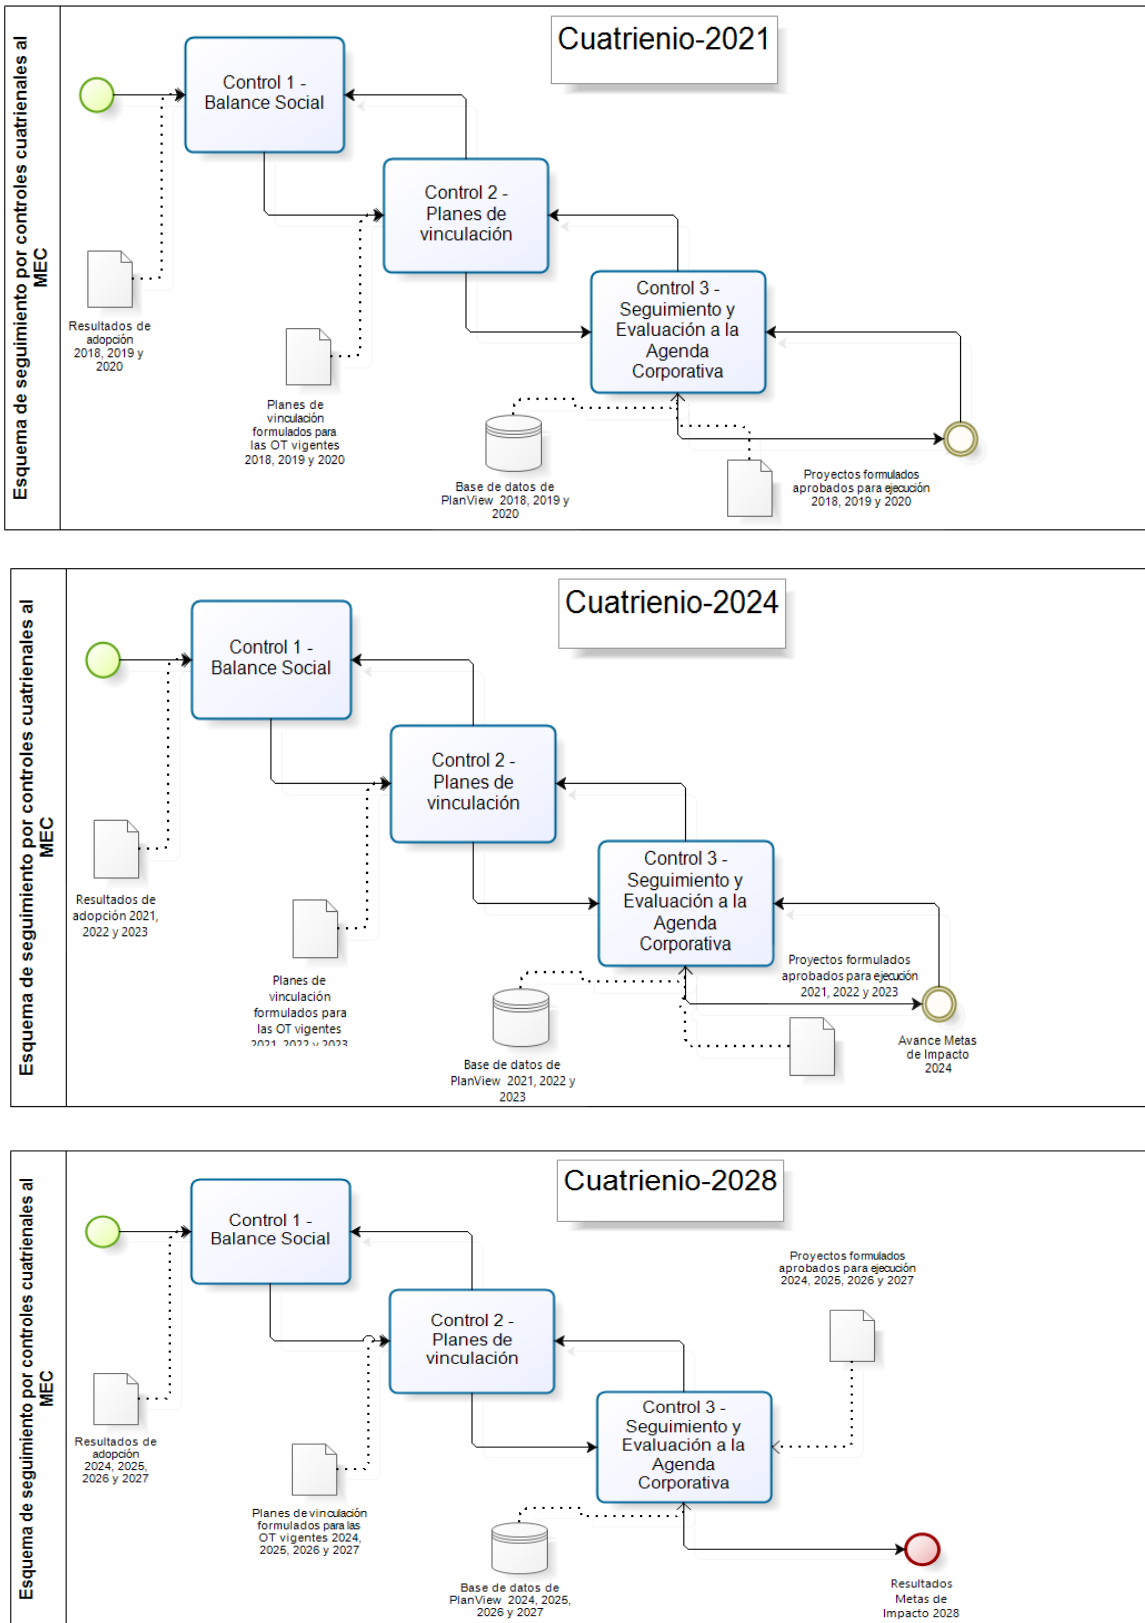 Esquema de seguimiento por controles cuatrienales al
MEC
Cuatrienio-2021
Control 1 -
Balance Social
Control 2 -
Planes de
vinculación
Control 3 -
Seguimiento y
Evaluación a la
Agenda
Corporativa
Resultados de
adopción
2018, 2019 y
2020
Planes de
vinculación
formulados para
las OT vigentes
2018, 2019 y 2020
Base de datos de
PlanView 2018, 2019 y
2020
Proyectos formulados
aprobados para ejecución
2018, 2019 y 2020
Esquema de seguimiento por controles cuatrienales al
MEC
Cuatrienio-2024
Control 1 -
Balance Social
Control 2 -
Planes de
vinculación
Control 3 -
Seguimiento y
Evaluación a la
Agenda
Corporativa
Resultados de
adopción 2021,
2022 y 2023
Planes de
vinculación
formulados para
las OT vigentes
2021, 2022 y 2023
Base de datos de
PlanView 2021, 2022 y
2023
Proyectos formulados
aprobados para ejecución
2021, 2022 y 2023
Avance Metas
de Impacto
2024
Esquema de seguimiento por controles cuatrienales al
MEC
Cuatrienio-2028
Control 1 -
Balance Social
Control 2 -
Planes de
vinculación
Control 3 -
Seguimiento y
Evaluación a la
Agenda
Corporativa
Proyectos formulados
aprobados para ejecución
2024, 2025, 2026 y 2027
Resultados de
adopción
2024, 2025,
2026 y 2027
Planes de vinculación
formulados para las
OT vigentes 2024,
2025, 2026 y 2027
Base de datos de
PlanView 2024, 2025,
2026 y 2027
Resultados
Metas de
Impacto 2028